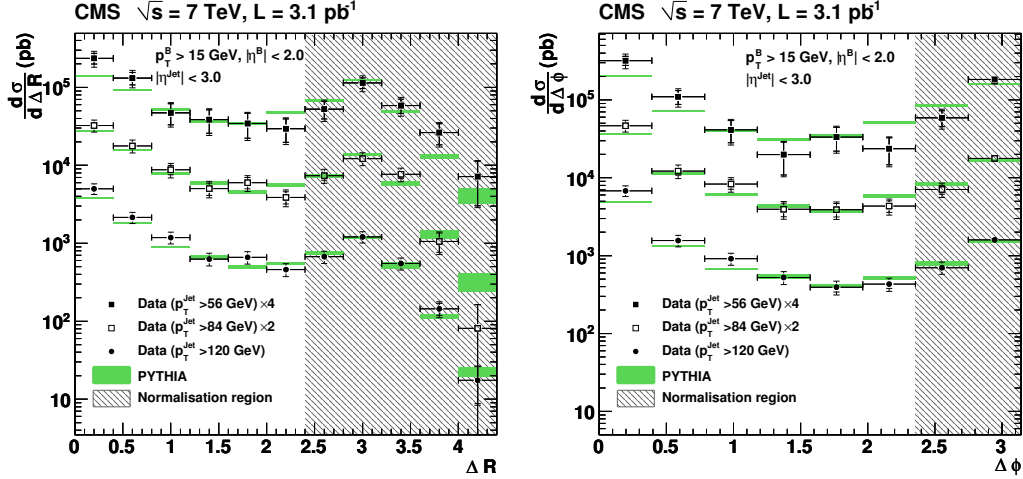 CMS √s = 7 TeV, L = 3.1 pb⁻¹
dσ/dΔR (pb)
p_T^B > 15 GeV, |η^B| < 2.0
|η^Jet| < 3.0
10⁵
10⁴
10³
10²
10
Data (p_T^Jet >56 GeV) ×4
Data (p_T^Jet >84 GeV) ×2
Data (p_T^Jet >120 GeV)
PYTHIA
Normalisation region
0 0.5 1 1.5 2 2.5 3 3.5 4
Δ R
CMS √s = 7 TeV, L = 3.1 pb⁻¹
dσ/dΔϕ (pb)
p_T^B > 15 GeV, |η^B| < 2.0
|η^Jet| < 3.0
10⁵
10⁴
10³
10²
10
Data (p_T^Jet >56 GeV) ×4
Data (p_T^Jet >84 GeV) ×2
Data (p_T^Jet >120 GeV)
PYTHIA
Normalisation region
0 0.5 1 1.5 2 2.5 3
Δ ϕ